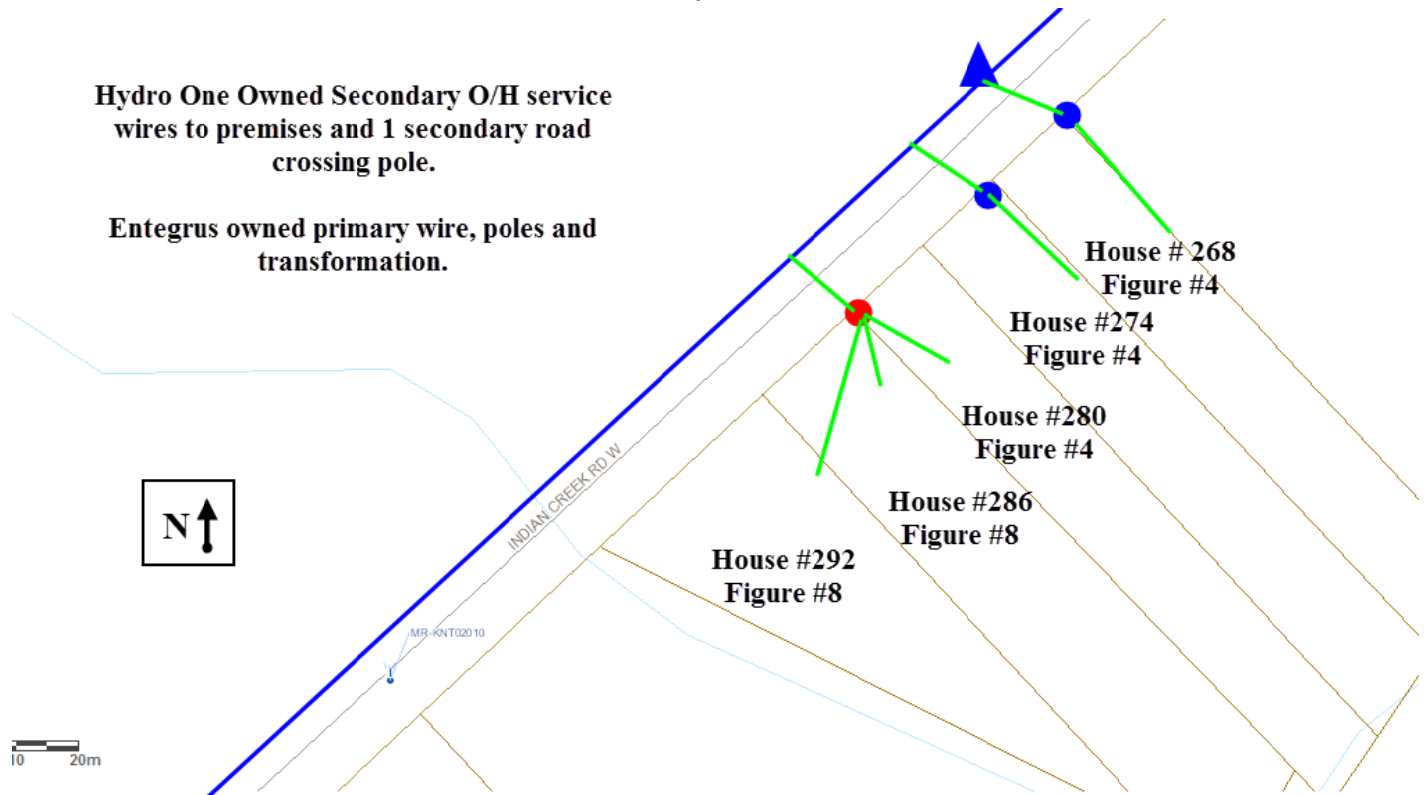 Hydro One Owned Secondary O/H service
wires to premises and 1 secondary road
crossing pole.
Entegrus owned primary wire, poles and
transformation.
House # 268
Figure #4
House #274
Figure #4
House #280
Figure #4
House #286
Figure #8
House #292
Figure #8
INDIAN CREEK RD W
N
MR-KNT02010
20m